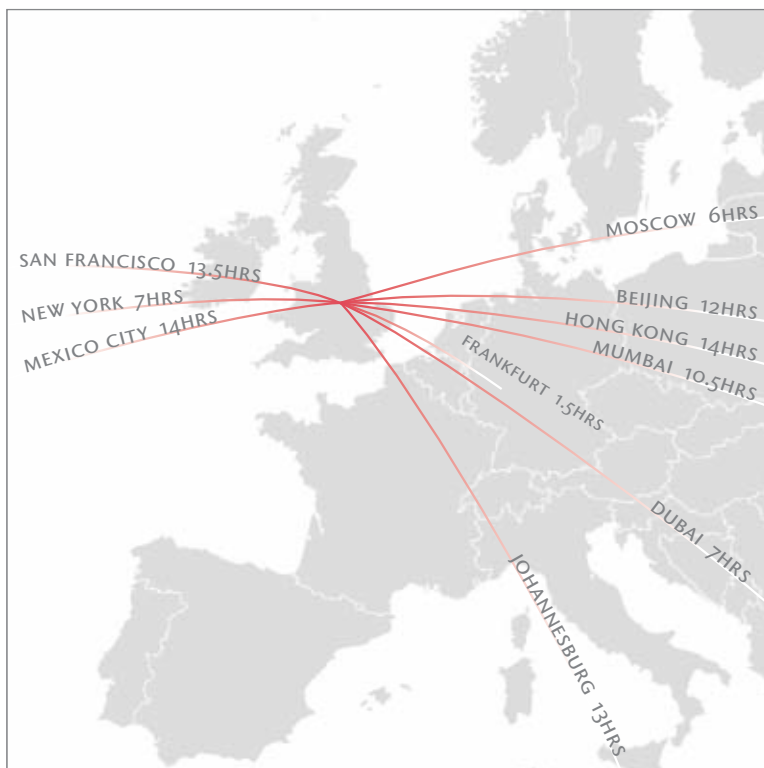 MOSCOW 6HRS
SAN FRANCISCO 13.5HRS
NEW YORK 7HRS
MEXICO CITY 14HRS
BEIJING 12HRS
HONG KONG 14HRS
MUMBAI 10.5HRS
FRANKFURT 1.5HRS
DUBAI 7HRS
JOHANNESBURG 13HRS